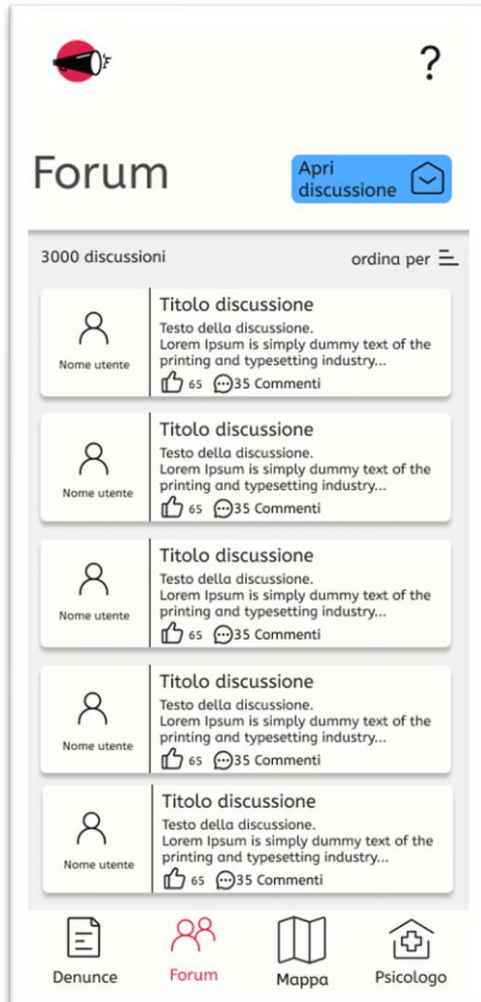 ?
Forum
Apri
discussione
3000 discussioni
ordina per
Titolo discussione
Testo della discussione.
Lorem Ipsum is simply dummy text of the
printing and typesetting industry...
Nome utente
65 35 Commenti
Titolo discussione
Testo della discussione.
Lorem Ipsum is simply dummy text of the
printing and typesetting industry...
Nome utente
65 35 Commenti
Titolo discussione
Testo della discussione.
Lorem Ipsum is simply dummy text of the
printing and typesetting industry...
Nome utente
65 35 Commenti
Titolo discussione
Testo della discussione.
Lorem Ipsum is simply dummy text of the
printing and typesetting industry...
Nome utente
65 35 Commenti
Titolo discussione
Testo della discussione.
Lorem Ipsum is simply dummy text of the
printing and typesetting industry...
Nome utente
65 35 Commenti
Denunce Forum Mappa Psicologo